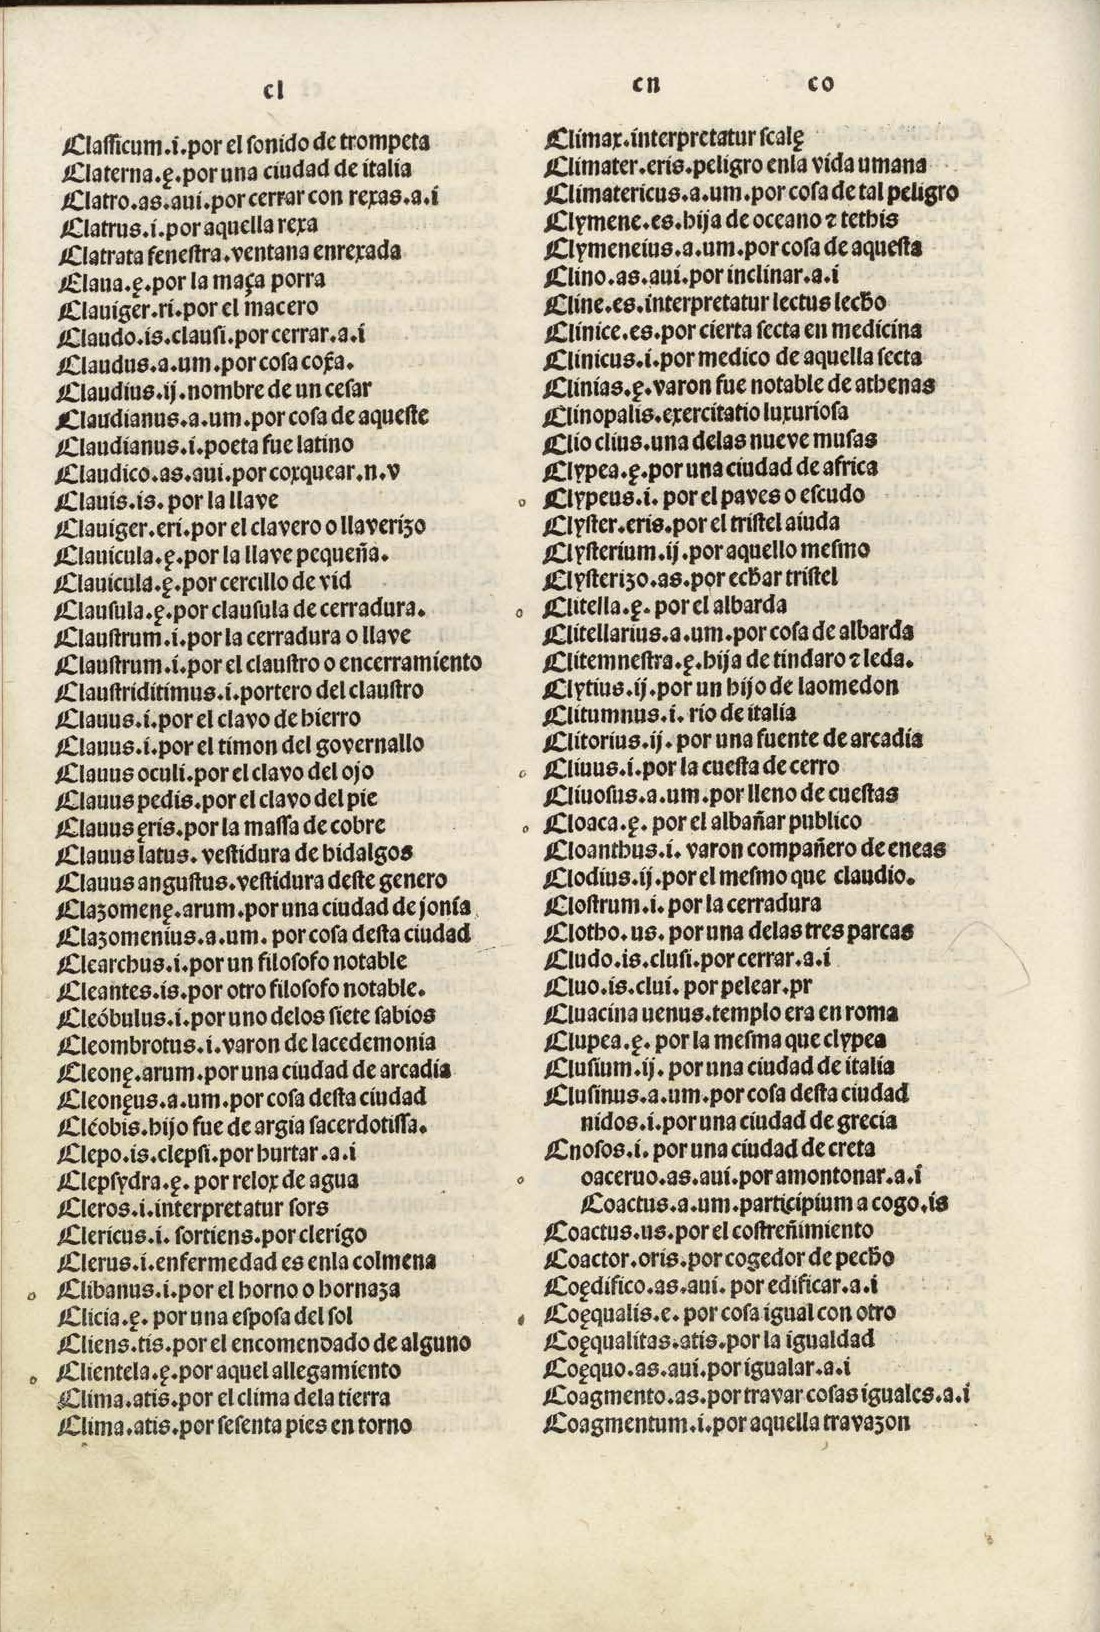 cl
Classicum.i.por el sonido de trompeta
Claterna.ę.por una ciudad de italia
Clatro.as.aui.por cerrar con rexas.a.i
Clatrus.i.por aquella rexa
Clatrata fenestra.ventana enrexada
Claua.ę.por la maça porra
Clauiger.ri.por el macero
Claudo.is.clausi.por cerrar.a.i
Claudus.a.um.por cosa coxa.
Claudius.ij.nombre de un cesar
Claudianus.a.um.por cosa de aqueste
Claudianus.i.poeta fue latino
Claudico.as.aui.por coxquear.n.v
Clauis.is.por la llave
Clauiger.eri.por el clavero o llaverizo
Clauicula.ę.por la llave pequeña.
Clauicula.ę.por cercillo de vid
Clausula.ę.por clausula de cerradura.
Claustrum.i.por la cerradura o llave
Claustrum.i.por el claustro o encerramiento
Claustriditimus.i.portero del claustro
Clauus.i.por el clavo de hierro
Clauus.i.por el timon del governallo
Clauus oculi.por el clavo del ojo
Clauus pedis.por el clavo del pie
Clauus ęris.por la massa de cobre
Clauus latus.vestidura de hidalgos
Clauus angustus.vestidura deste genero
Clazomenę.arum.por una ciudad de jonia
Clazomenius.a.um.por cosa desta ciudad
Clearchus.i.por un filosofo notable
Cleantes.is.por otro filosofo notable.
Cleóbulus.i.por uno delos siete sabios
Cleombrotus.i.varon de lacedemonia
Cleonę.arum.por una ciudad de arcadia
Cleonęus.a.um.por cosa desta ciudad
Cléobis.hijo fue de argia sacerdotissa.
Clepo.is.clepsi.por hurtar.a.i
Clepsydra.ę.por relox de agua
Cleros.i.interpretatur sors
Clericus.i.sortiens.por clerigo
Clerus.i.enfermedad es enla colmena
Clibanus.i.por el horno o hornaza
Clicia.ę.por una esposa del sol
Cliens.tis.por el encomendado de alguno
Clientela.ę.por aquel allegamiento
Clima.atis.por el clima dela tierra
Clima.atis.por sesenta pies en torno
cn co
Climax.interpretatur scalę
Climater.eris.peligro enla vida umana
Climatericus.a.um.por cosa de tal peligro
Clymene.es.hija de oceano ⁊ tethis
Clymeneius.a.um.por cosa de aquesta
Clino.as.aui.por inclinar.a.i
Cline.es.interpretatur lectus lecho
Clinice.es.por cierta secta en medicina
Clinicus.i.por medico de aquella secta
Clinias.ę.varon fue notable de athenas
Clinopalis.exercitatio luxuriosa
Clio clius.una delas nueve musas
Clypea.ę.por una ciudad de africa
Clypeus.i.por el paves o escudo
Clyster.eris.por el tristel aiuda
Clysterium.ij.por aquello mesmo
Clysterizo.as.por echar tristel
Clitella.ę.por el albarda
Clitellarius.a.um.por cosa de albarda
Clitemnestra.ę.hija de tindaro ⁊ leda.
Clytius.ij.por un hijo de laomedon
Clitumnus.i.rio de italia
Clitorius.ij.por una fuente de arcadia
Cliuus.i.por la cuesta de cerro
Cliuosus.a.um.por lleno de cuestas
Cloaca.ę.por el albañar publico
Cloanthus.i.varon compañero de eneas
Clodius.ij.por el mesmo que claudio.
Clostrum.i.por la cerradura
Clotho.us.por una delas tres parcas
Cludo.is.clusi.por cerrar.a.i
Cluo.is.clui.por pelear.pr
Cluacina uenus.templo era en roma
Clupea.ę.por la mesma que clypea
Clusium.ij.por una ciudad de italia
Clusinus.a.um.por cosa desta ciudad
nidos.i.por una ciudad de grecia
Cnosos.i.por una ciudad de creta
oaceruo.as.aui.por amontonar.a.i
Coactus.a.um.participium a cogo.is
Coactus.us.por el costreñimiento
Coactor.oris.por cogedor de pecho
Coędifico.as.aui.por edificar.a.i
Coęqualis.e.por cosa igual con otro
Coęqualitas.atis.por la igualdad
Coęquo.as.aui.por igualar.a.i
Coagmento.as.por travar cosas iguales.a.i
Coagmentum.i.por aquella travazon